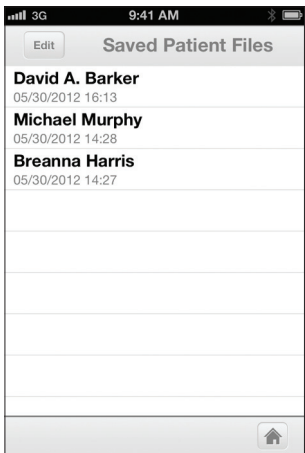 3G 9:41 AM
Edit Saved Patient Files
David A. Barker
05/30/2012 16:13
Michael Murphy
05/30/2012 14:28
Breanna Harris
05/30/2012 14:27